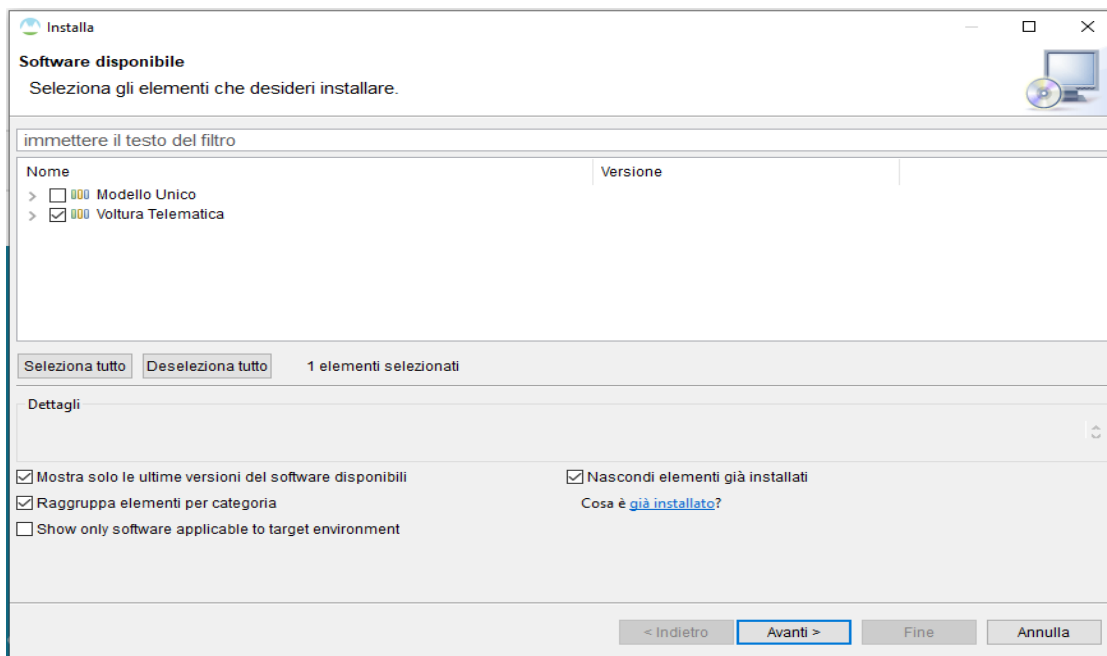 Installa
Software disponibile
Seleziona gli elementi che desideri installare.
immettere il testo del filtro
Nome Versione
Modello Unico
Voltura Telematica
Seleziona tutto Deseleziona tutto 1 elementi selezionati
Dettagli
Mostra solo le ultime versioni del software disponibili Nascondi elementi già installati
Raggruppa elementi per categoria Cosa è già installato?
Show only software applicable to target environment
< Indietro Avanti > Fine Annulla